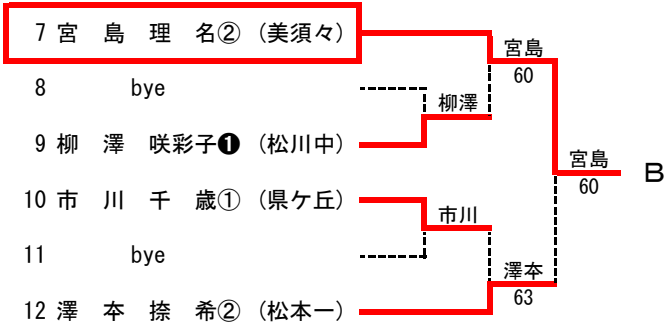 7 宮 島 理 名② (美須々)
宮島
60
8 bye
柳澤
9 柳 澤 咲彩子❶ (松川中)
宮島
60
B
10 市 川 千 歳① (県ケ丘)
市川
11 bye
澤本
63
12 澤 本 捺 希② (松本一)